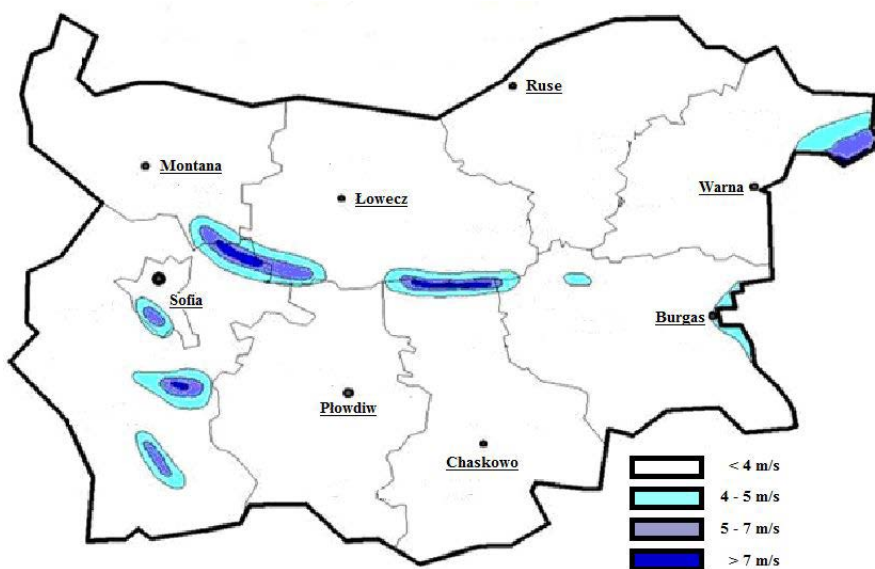 Ruse
Montana
Łowecz
Warna
Sofia
Burgas
Płowdiw
Chaskowo
< 4 m/s
4 - 5 m/s
5 - 7 m/s
> 7 m/s